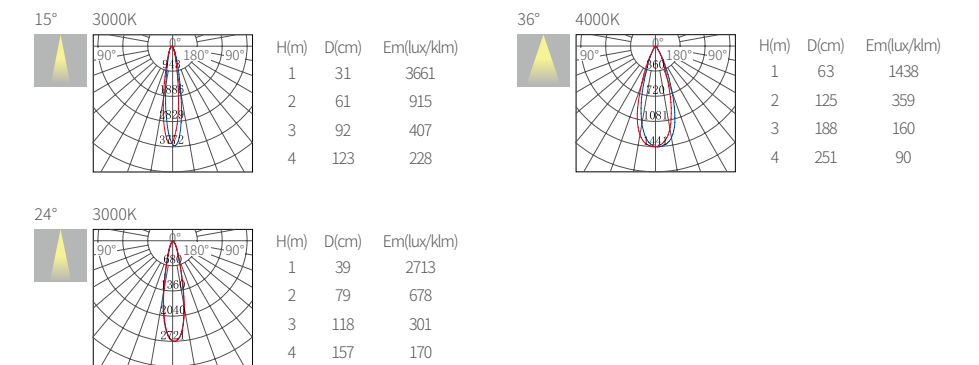 15° 3000K
0°
90° 180° 90°
943
1886
2829
3772
H(m) D(cm) Em(lux/klm)
1 31 3661
2 61 915
3 92 407
4 123 228
36° 4000K
0°
90° 180° 90°
360
720
1081
1441
H(m) D(cm) Em(lux/klm)
1 63 1438
2 125 359
3 188 160
4 251 90
24° 3000K
0°
90° 180° 90°
680
1360
2040
2721
H(m) D(cm) Em(lux/klm)
1 39 2713
2 79 678
3 118 301
4 157 170